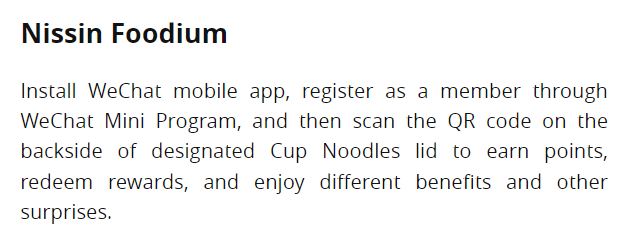 Nissin Foodium
Install WeChat mobile app, register as a member through
WeChat Mini Program, and then scan the QR code on the
backside of designated Cup Noodles lid to earn points,
redeem rewards, and enjoy different benefits and other
surprises.